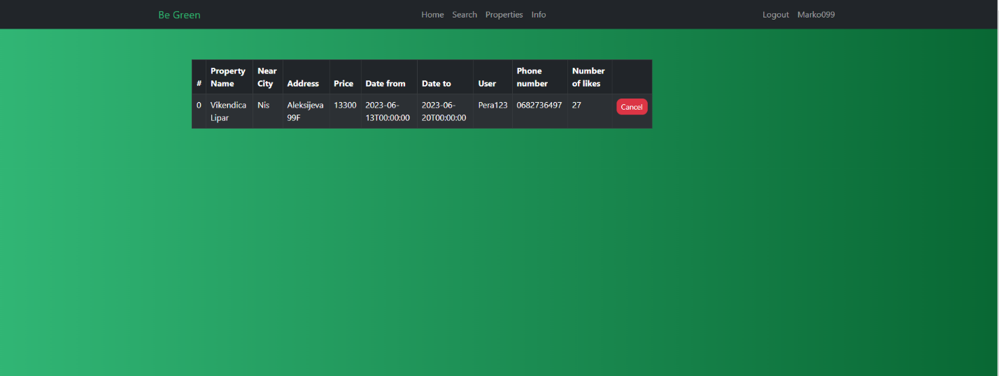 Be Green Home Search Properties Info Logout Marko099
Property Near Phone Number
# Name City Address Price Date from Date to User number of likes
0 Vikendica Nis Aleksijeva 13300 2023-06- 2023-06- Pera123 0682736497 27 Cancel
Lipar 99F 13T00:00:00 20T00:00:00